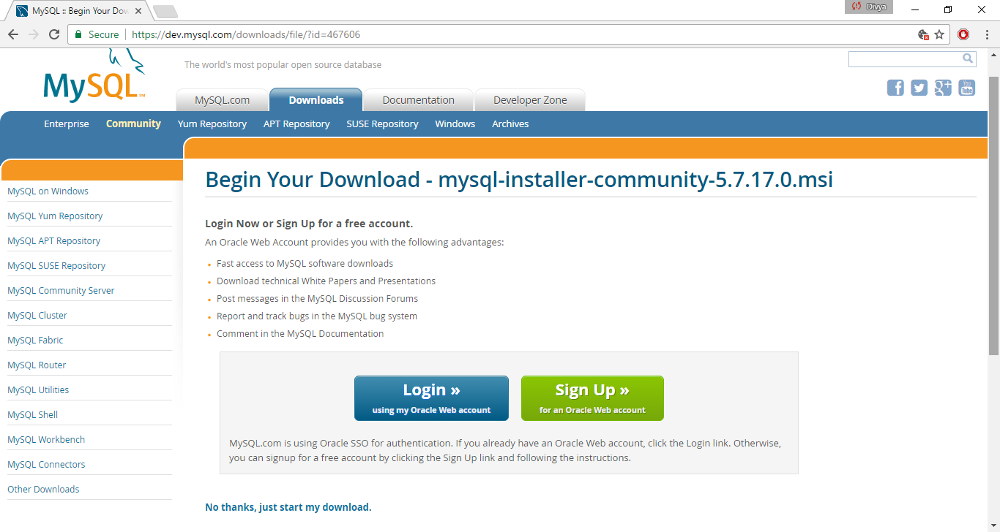 MySQL :: Begin Your Dow
Divya
Secure
https://dev.mysql.com/downloads/file/?id=467606
MySQL™
The world's most popular open source database
MySQL.com
Downloads
Documentation
Developer Zone
You Tube
Enterprise
Community
Yum Repository
APT Repository
SUSE Repository
Windows
Archives
MySQL on Windows
MySQL Yum Repository
MySQL APT Repository
MySQL SUSE Repository
MySQL Community Server
MySQL Cluster
MySQL Fabric
MySQL Router
MySQL Utilities
MySQL Shell
MySQL Workbench
MySQL Connectors
Other Downloads
Begin Your Download - mysql-installer-community-5.7.17.0.msi
Login Now or Sign Up for a free account.
An Oracle Web Account provides you with the following advantages:
Fast access to MySQL software downloads
Download technical White Papers and Presentations
Post messages in the MySQL Discussion Forums
Report and track bugs in the MySQL bug system
Comment in the MySQL Documentation
Login »
using my Oracle Web account
Sign Up »
for an Oracle Web account
MySQL.com is using Oracle SSO for authentication. If you already have an Oracle Web account, click the Login link. Otherwise,
you can signup for a free account by clicking the Sign Up link and following the instructions.
No thanks, just start my download.